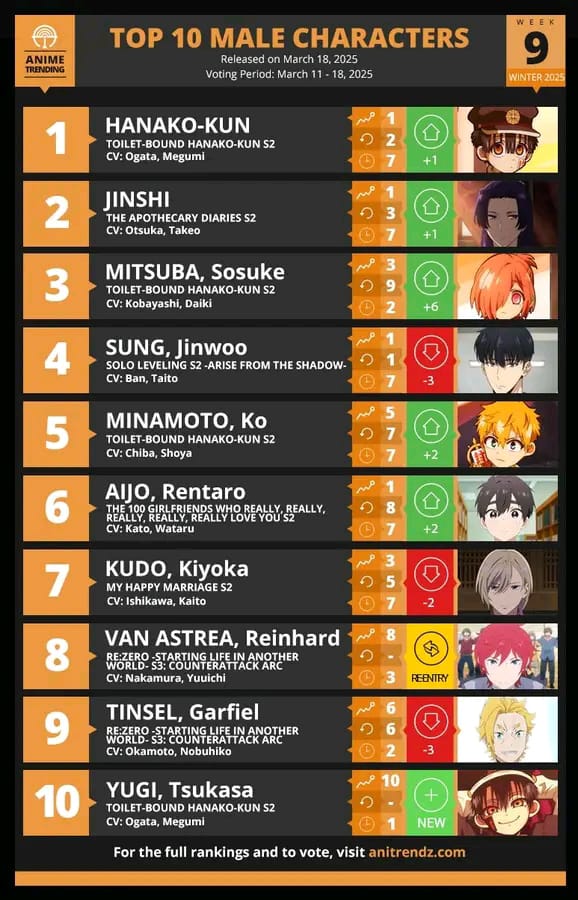 ANIME
TRENDING
TOP 10 MALE CHARACTERS
Released on March 18, 2025
Voting Period: March 11 - 18, 2025
WEEK
9
WINTER 2025
1
HANAKO-KUN
TOILET-BOUND HANAKO-KUN S2
CV: Ogata, Megumi
1
2
7
+1
2
JINSHI
THE APOTHECARY DIARIES S2
CV: Otsuka, Takeo
1
3
7
+1
3
MITSUBA, Sosuke
TOILET-BOUND HANAKO-KUN S2
CV: Kobayashi, Daiki
3
9
2
+6
4
SUNG, Jinwoo
SOLO LEVELING S2 -ARISE FROM THE SHADOW-
CV: Ban, Taito
1
1
7
-3
5
MINAMOTO, Ko
TOILET-BOUND HANAKO-KUN S2
CV: Chiba, Shoya
5
7
7
+2
6
AIJO, Rentaro
THE 100 GIRLFRIENDS WHO REALLY, REALLY,
REALLY, REALLY, REALLY LOVE YOU S2
CV: Kato, Wataru
1
8
7
+2
7
KUDO, Kiyoka
MY HAPPY MARRIAGE S2
CV: Ishikawa, Kaito
3
5
7
-2
8
VAN ASTREA, Reinhard
RE:ZERO -STARTING LIFE IN ANOTHER
WORLD- S3: COUNTERATTACK ARC
CV: Nakamura, Yuuichi
8
-
3
RE-ENTRY
9
TINSEL, Garfiel
RE:ZERO -STARTING LIFE IN ANOTHER
WORLD- S3: COUNTERATTACK ARC
CV: Okamoto, Nobuhiko
6
6
2
-3
10
YUGI, Tsukasa
TOILET-BOUND HANAKO-KUN S2
CV: Ogata, Megumi
10
-
1
NEW
For the full rankings and to vote, visit anitrendz.com